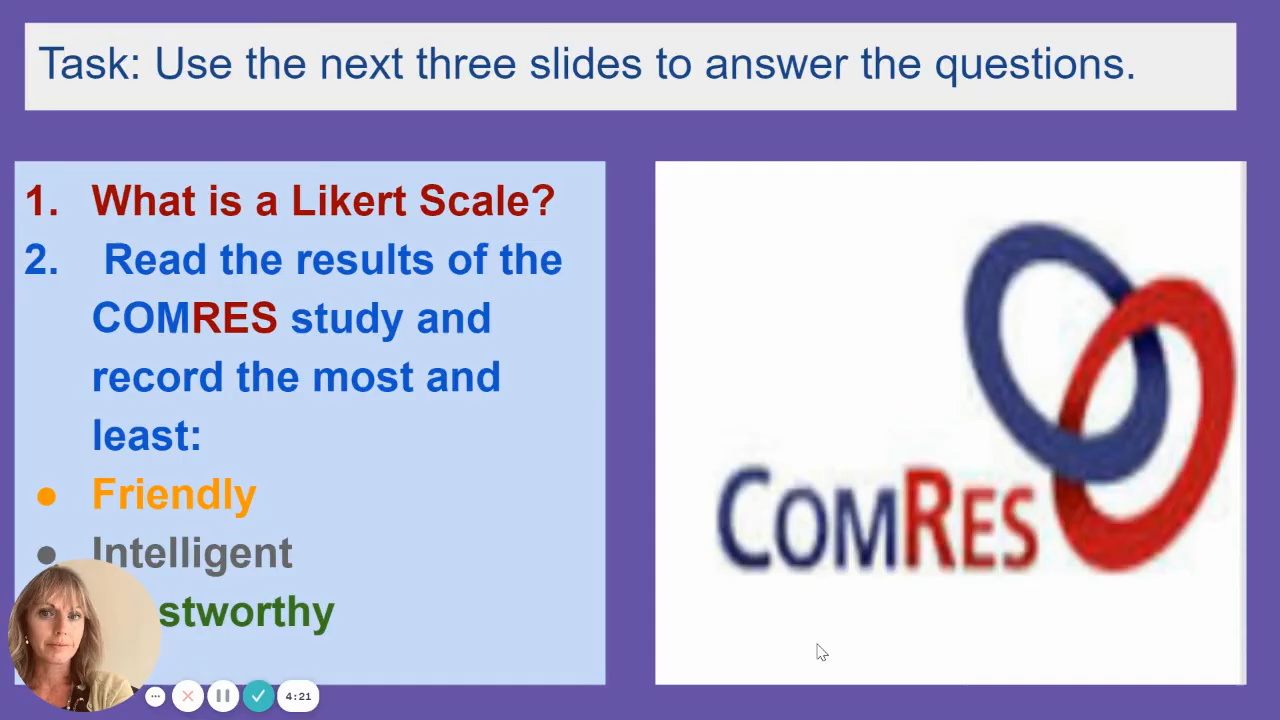 Task: Use the next three slides to answer the questions.
1. What is a Likert Scale?
2. Read the results of the
COMRES study and
record the most and
least:
● Friendly
● Intelligent
stworthy
COMRES
4:21